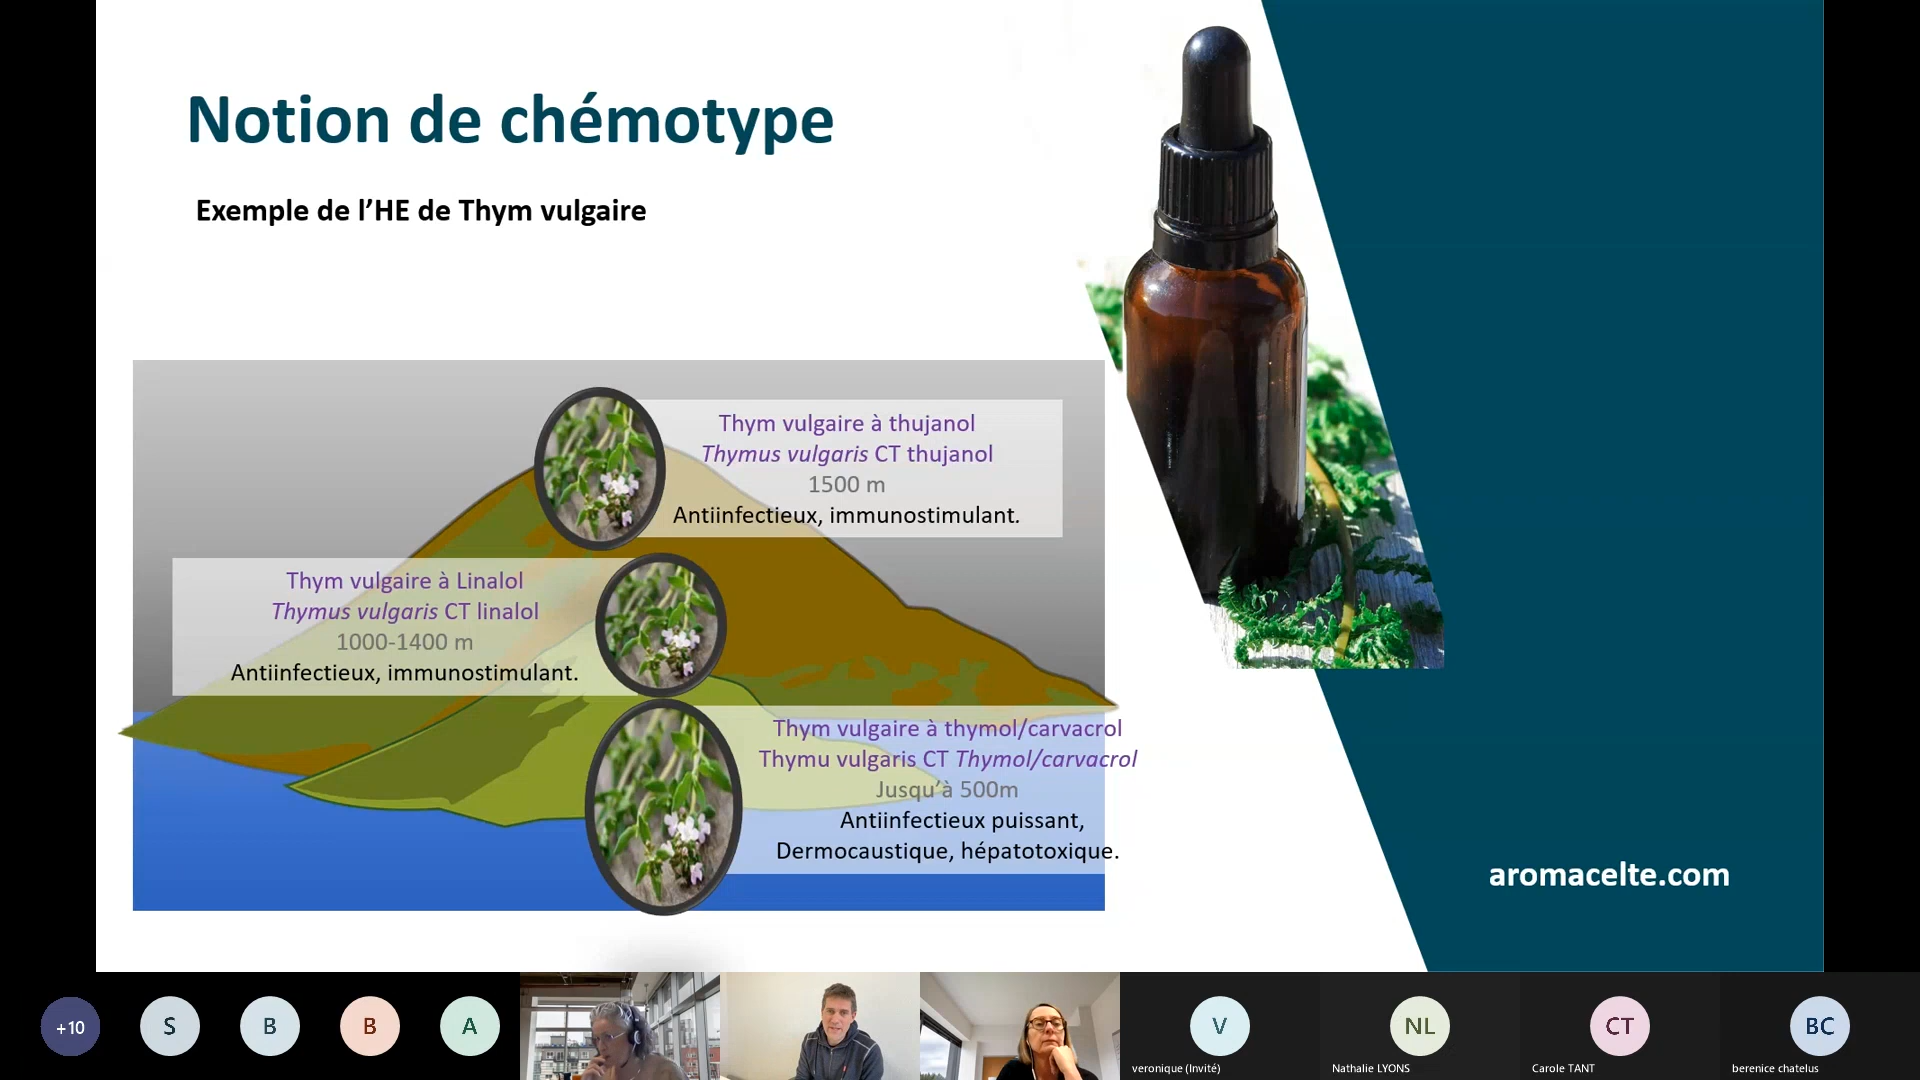 Notion de chémotype
Exemple de l’HE de Thym vulgaire
Thym vulgaire à thujanol
Thymus vulgaris CT thujanol
1500 m
Antiinfectieux, immunostimulant.
Thym vulgaire à Linalol
Thymus vulgaris CT linalol
1000-1400 m
Antiinfectieux, immunostimulant.
Thym vulgaire à thymol/carvacrol
Thymu vulgaris CT Thymol/carvacrol
Jusqu’à 500m
Antiinfectieux puissant,
Dermocaustique, hépatotoxique.
aromacelte.com
+10
S
B
B
A
V
NL
CT
BC
veronique (Invité)
Nathalie LYONS
Carole TANT
berenice chatelus